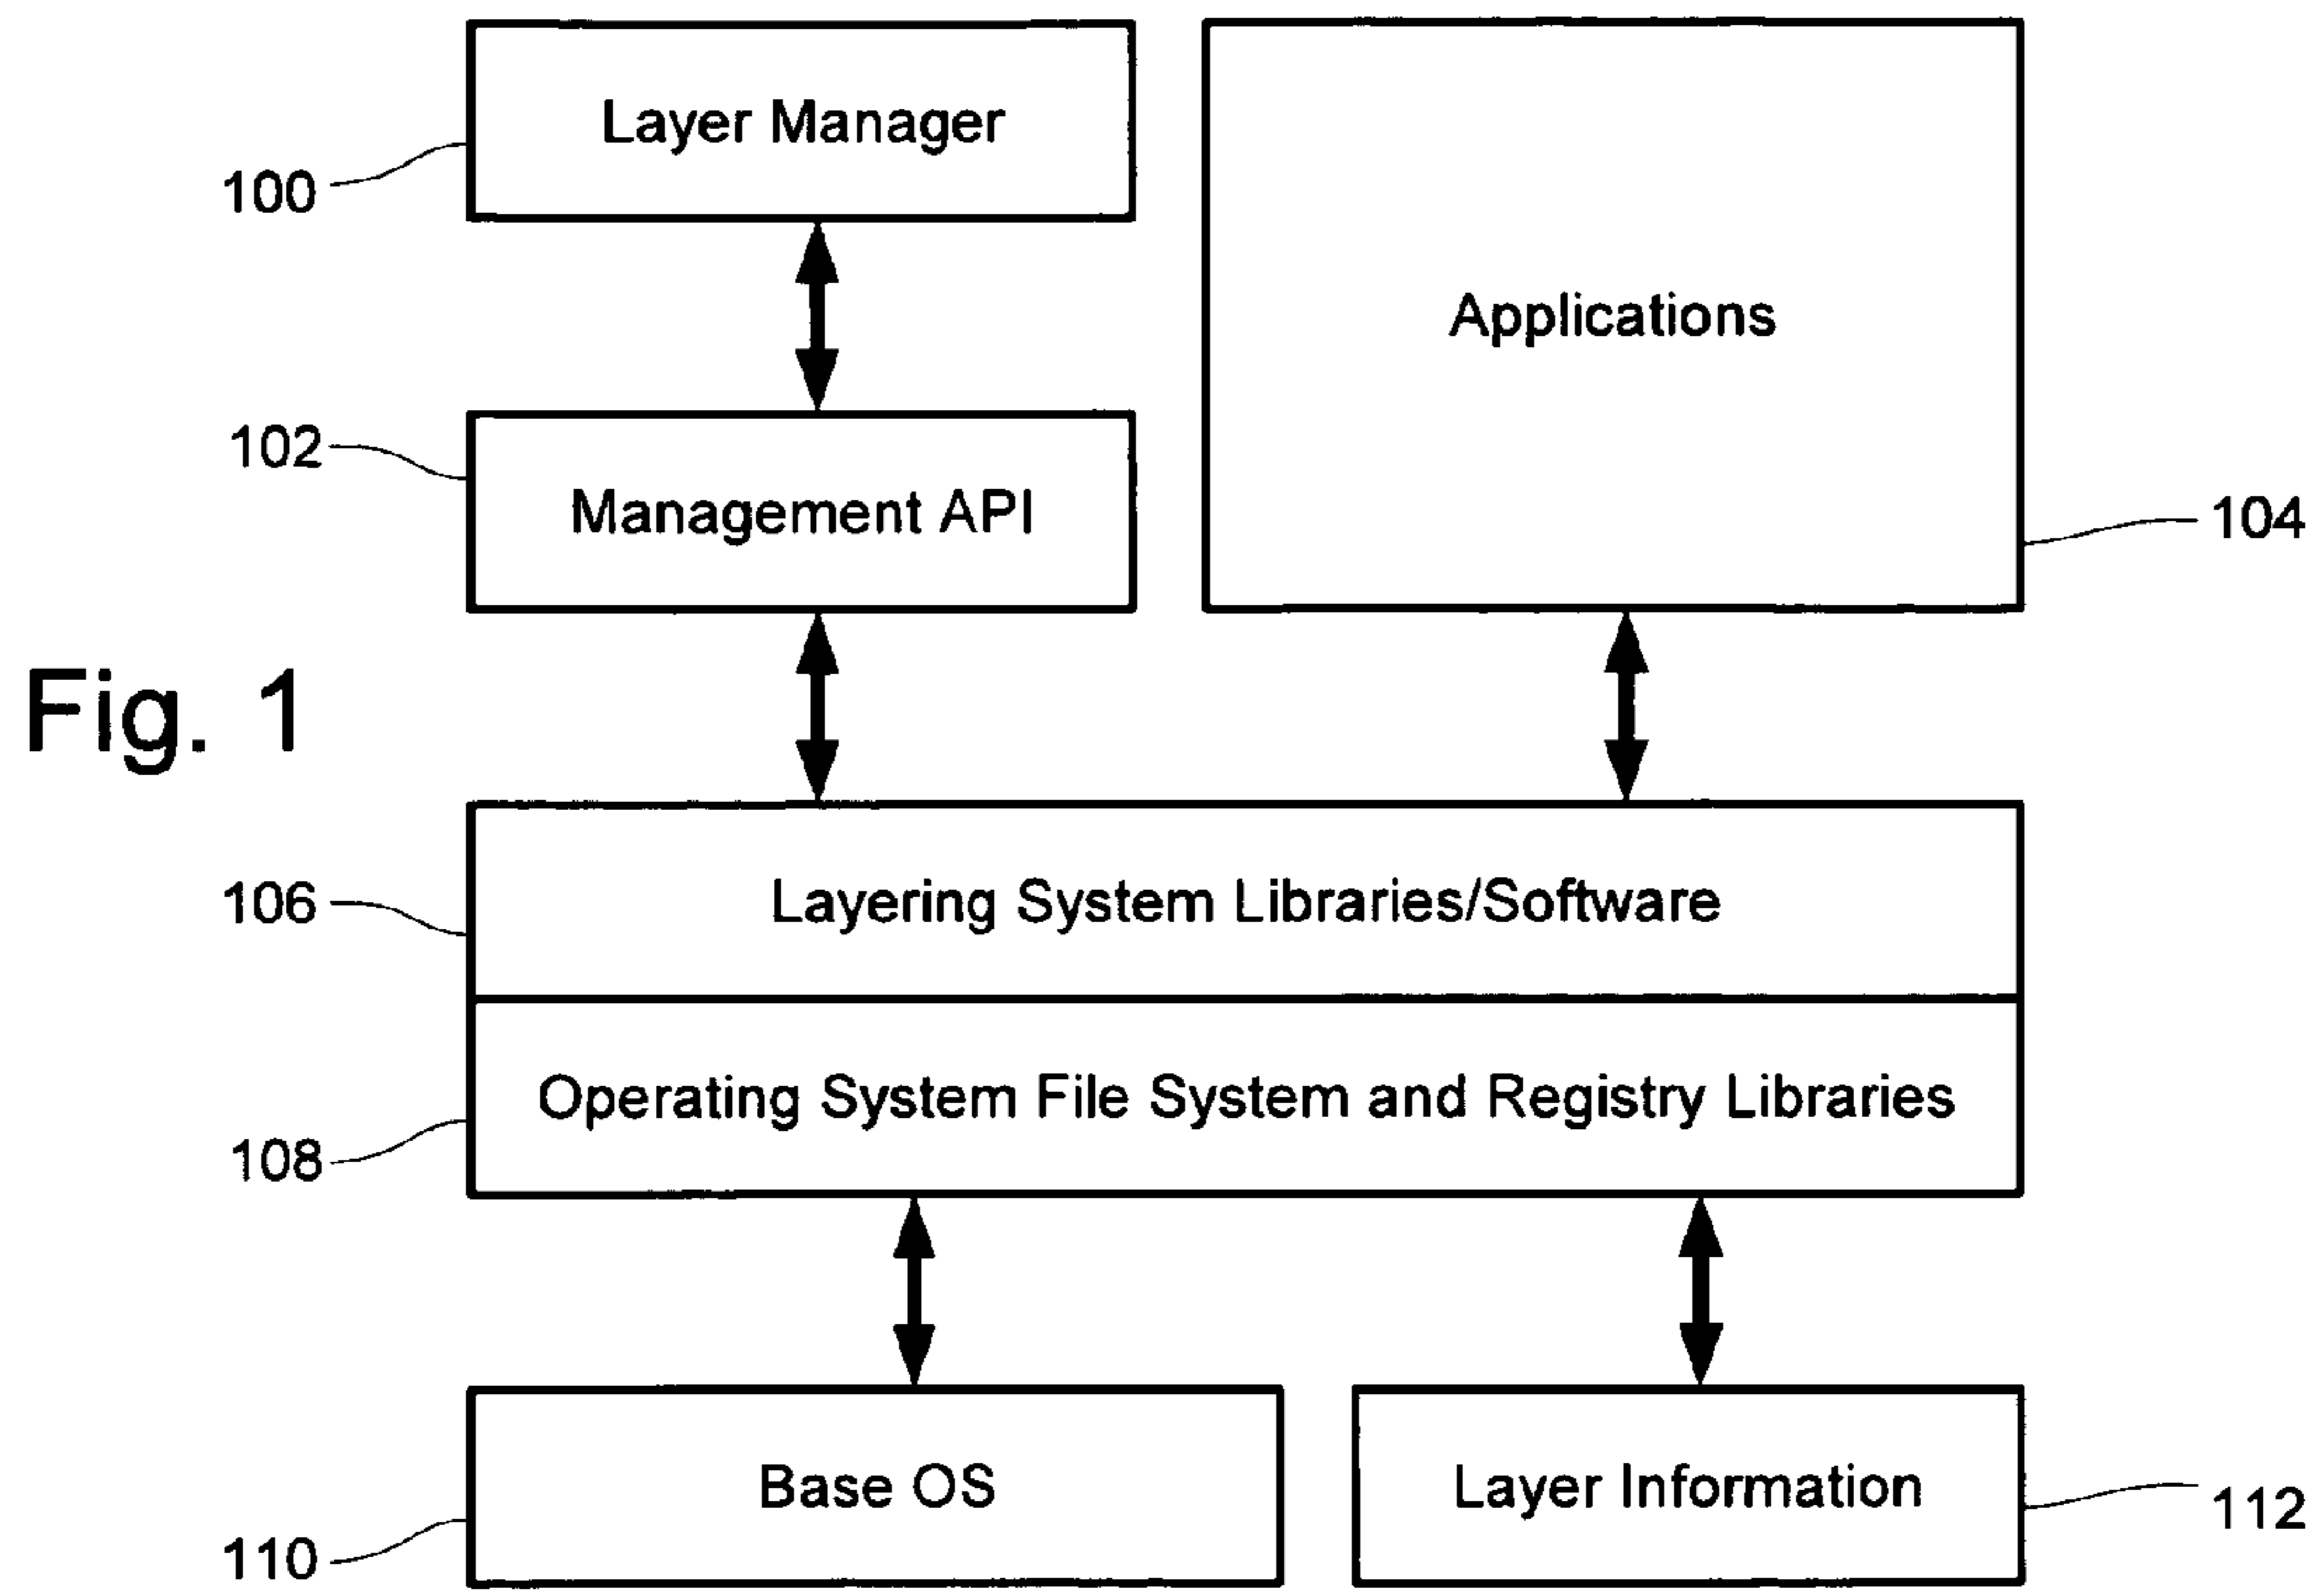 Layer Manager
100
Applications
102
Management API
104
Fig. 1
106
Layering System Libraries/Software
Operating System File System and Registry Libraries
108
Base OS
Layer Information
110
112